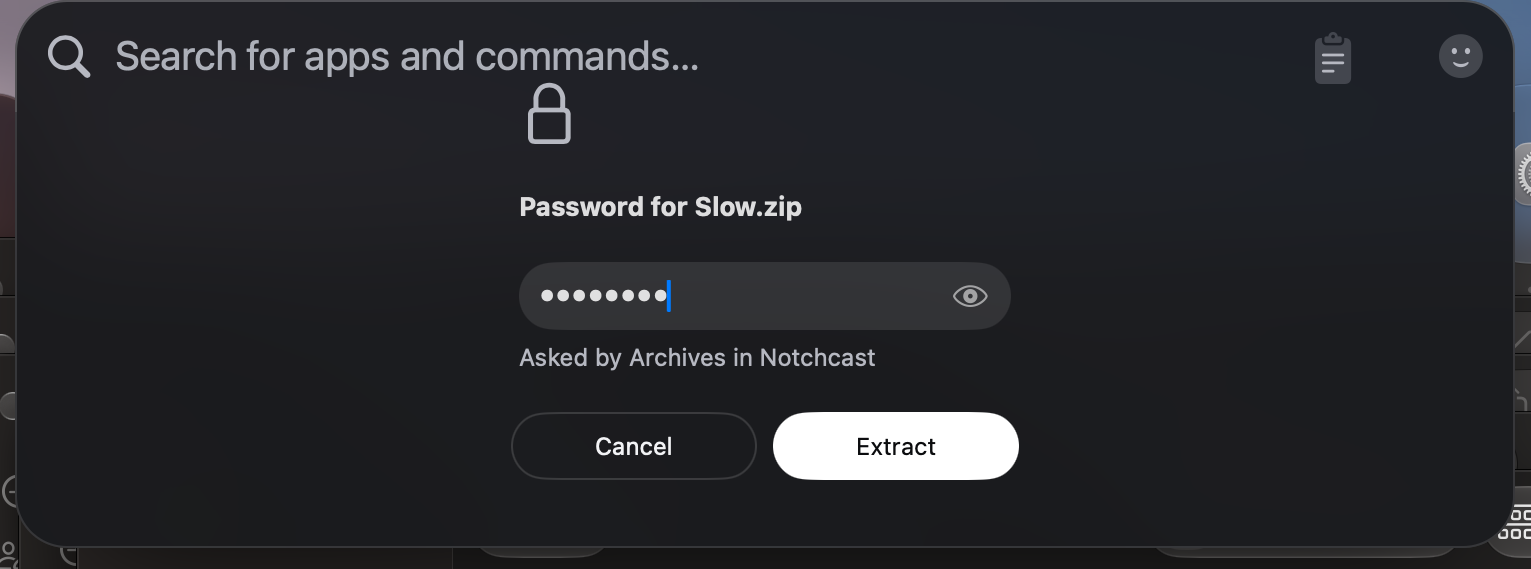 Search for apps and commands...
Password for Slow.zip
••••••••
Asked by Archives in Notchcast
Cancel
Extract